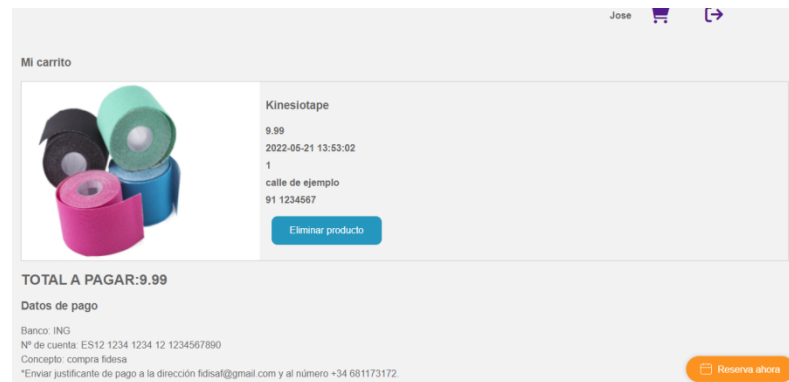 Jose
Mi carrito
Kinesiotape
9.99
2022-05-21 13:53:02
1
calle de ejemplo
91 1234567
Eliminar producto
TOTAL A PAGAR:9.99
Datos de pago
Banco: ING
Nº de cuenta: ES12 1234 1234 12 1234567890
Concepto: compra fidesa
*Enviar justificante de pago a la dirección fidisaf@gmail.com y al número +34 681173172.
Reserva ahora